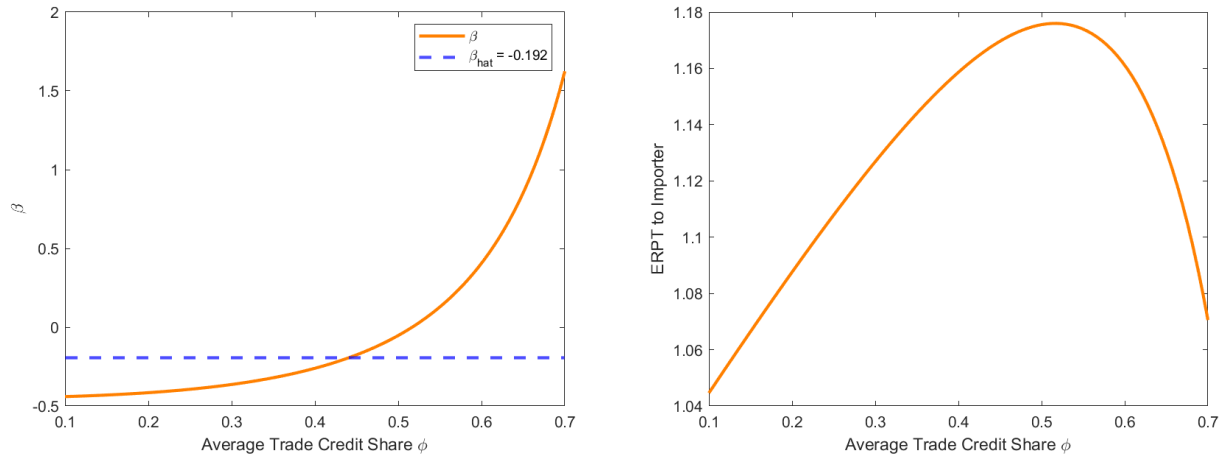 2
1.5
1
0.5
0
-0.5
β
0.1 0.2 0.3 0.4 0.5 0.6 0.7
Average Trade Credit Share ϕ
β
β_hat = -0.192
1.18
1.16
1.14
1.12
1.1
1.08
1.06
1.04
ERPT to Importer
0.1 0.2 0.3 0.4 0.5 0.6 0.7
Average Trade Credit Share ϕ